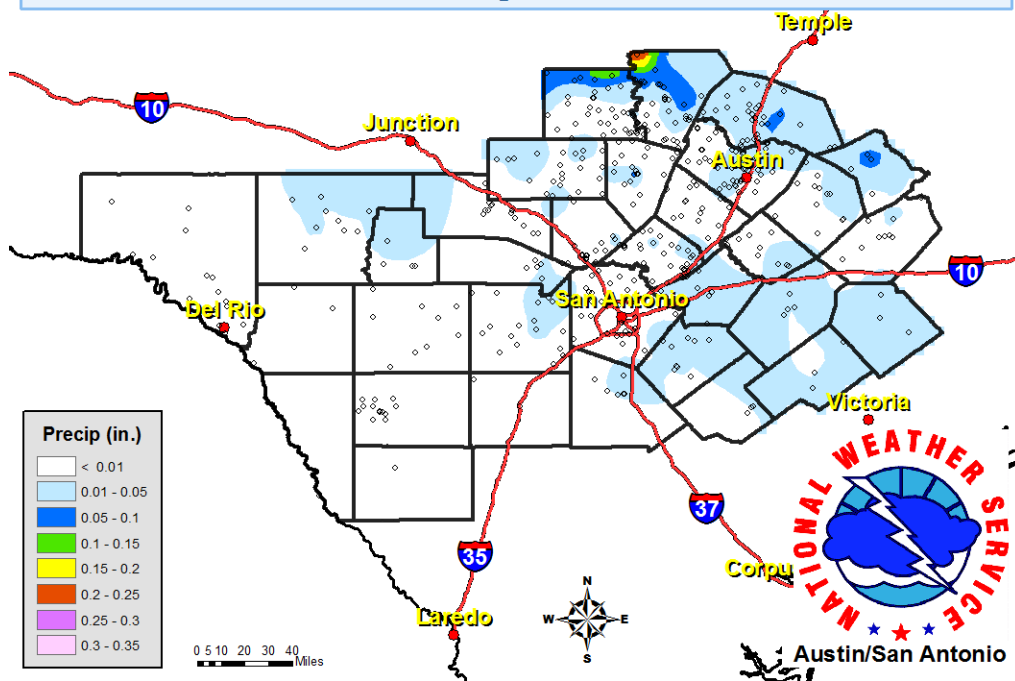 Temple
10
Junction
Austin
10
San Antonio
Del Rio
Victoria
Precip (in.)
< 0.01
0.01 - 0.05
0.05 - 0.1
0.1 - 0.15
0.15 - 0.2
0.2 - 0.25
0.25 - 0.3
0.3 - 0.35
37
35
Corpu
Laredo
N
W E
S
0 5 10 20 30 40
Miles
NATIONAL WEATHER SERVICE
Austin/San Antonio